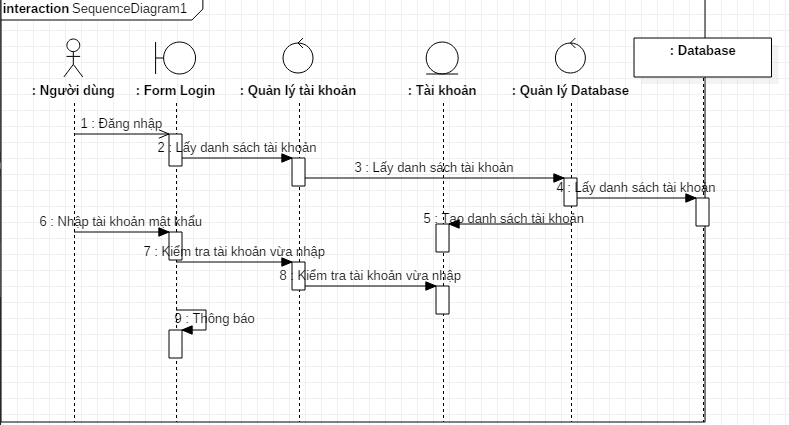 interaction SequenceDiagram1
: Người dùng
: Form Login
: Quản lý tài khoản
: Tài khoản
: Quản lý Database
: Database
1 : Đăng nhập
2 : Lấy danh sách tài khoản
3 : Lấy danh sách tài khoản
4 : Lấy danh sách tài khoản
5 : Tạo danh sách tài khoản
6 : Nhập tài khoản mật khẩu
7 : Kiểm tra tài khoản vừa nhập
8 : Kiểm tra tài khoản vừa nhập
9 : Thông báo